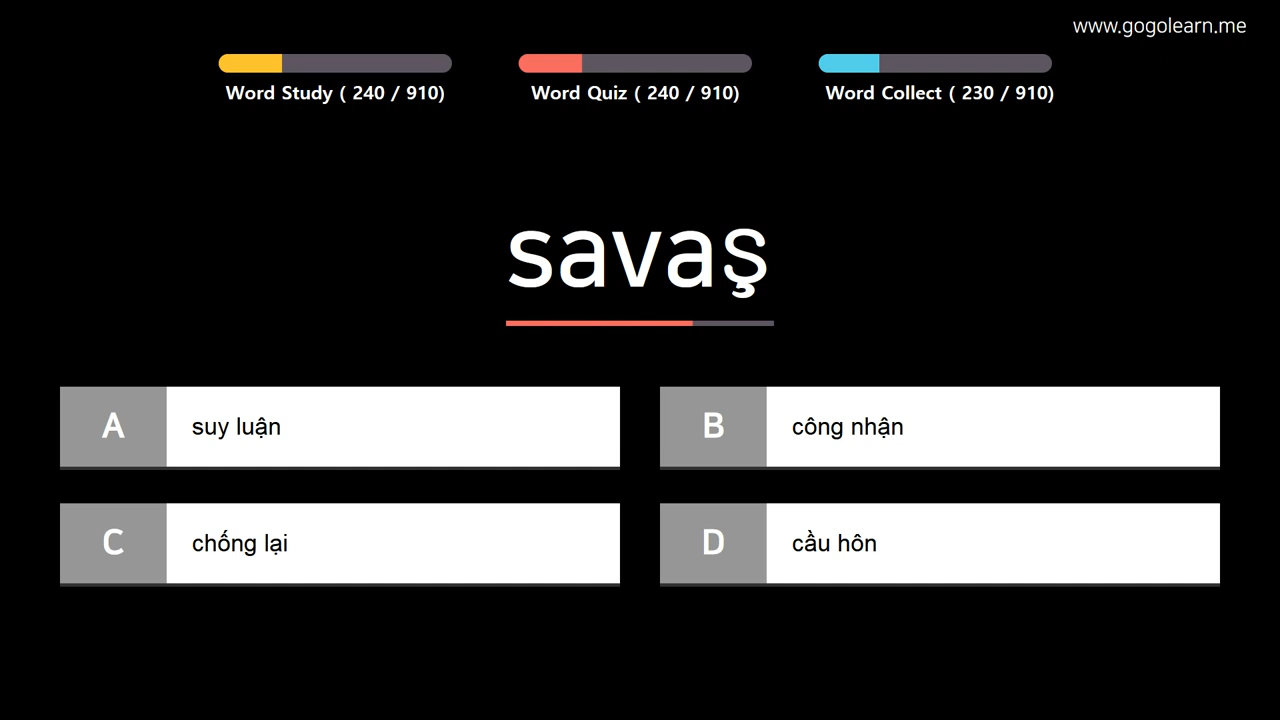 www.gogolearn.me
Word Study ( 240 / 910)
Word Quiz ( 240 / 910)
Word Collect ( 230 / 910)
savaş
A suy luận
B công nhận
C chống lại
D cầu hôn